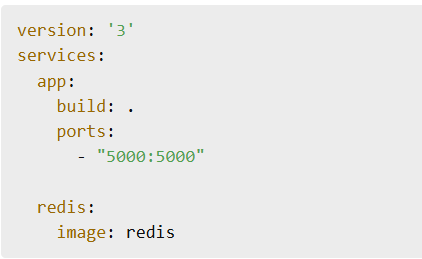 version: '3'
services:
  app:
    build: .
    ports:
      - "5000:5000"

  redis:
    image: redis